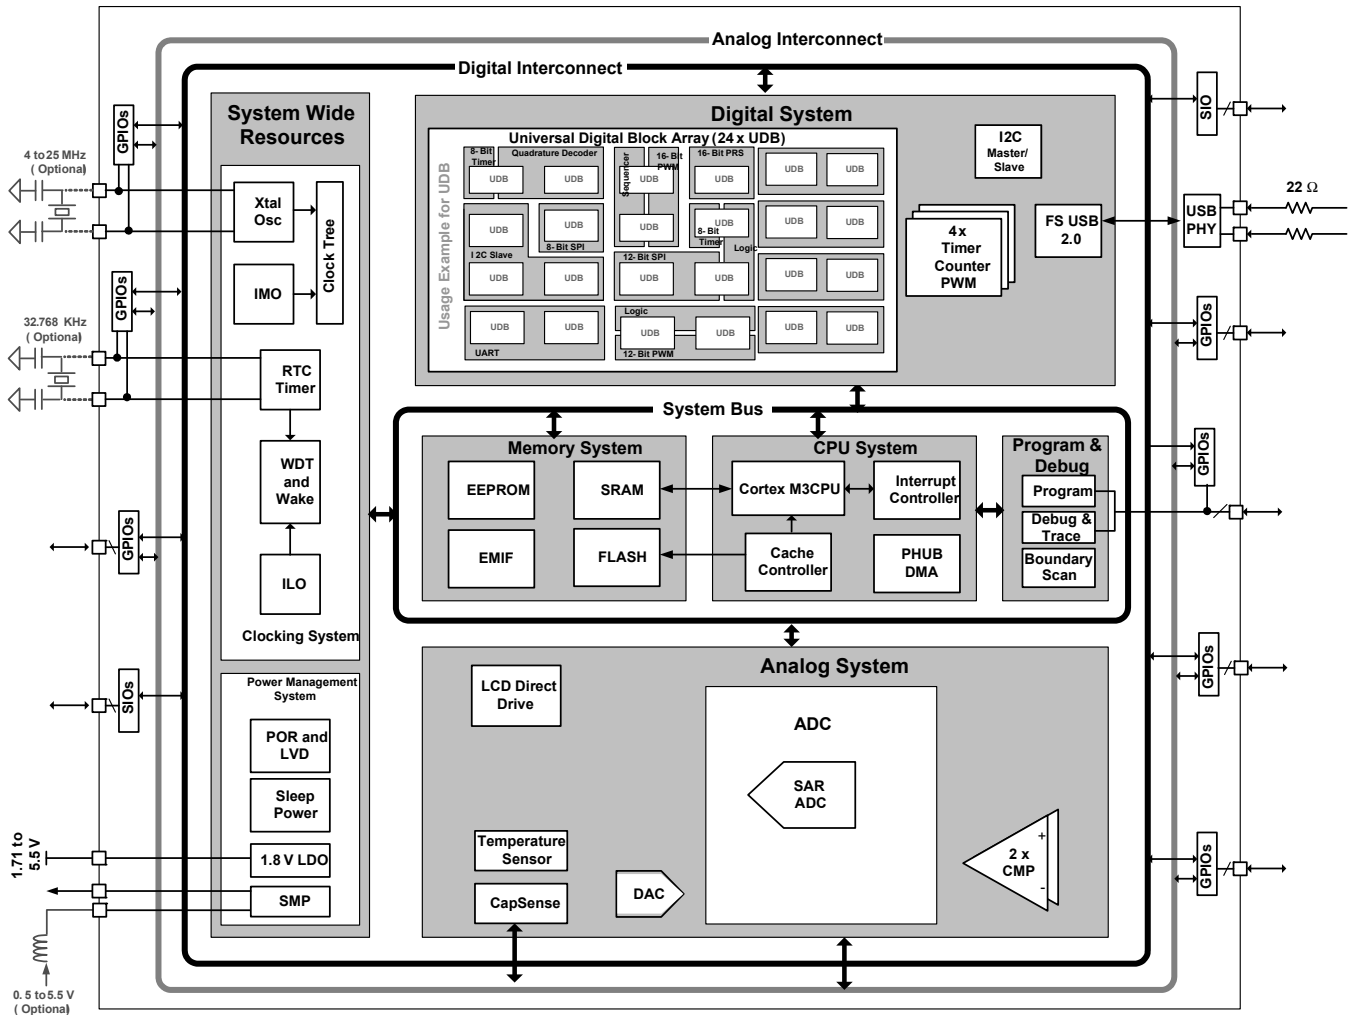 Analog Interconnect
Digital Interconnect
System Wide
Resources
Xtal
Osc
IMO
Clock Tree
RTC
Timer
WDT
and
Wake
ILO
Clocking System
Power Management
System
POR and
LVD
Sleep
Power
1.8 V LDO
SMP
4 to 25 MHz
( Optional)
GPIOs
32.768 KHz
( Optional)
GPIOs
GPIOs
SIOs
1.71 to
5.5 V
0. 5 to 5.5 V
( Optional)
Digital System
Universal Digital Block Array (24 x UDB)
Usage Example for UDB
8- Bit
Timer
Quadrature Decoder
Sequencer
16- Bit
PWM
16- Bit PRS
UDB
UDB
UDB
UDB
UDB
UDB
UDB
UDB
UDB
UDB
UDB
UDB
I2C Slave
8- Bit SPI
8- Bit
Timer
Logic
12- Bit SPI
UDB
UDB
UDB
UDB
UDB
UDB
Logic
UDB
UDB
UDB
UDB
UDB
UDB
UART
12- Bit PWM
I2C
Master/
Slave
4 x
Timer
Counter
PWM
FS USB
2.0
System Bus
Memory System
EEPROM
SRAM
EMIF
FLASH
CPU System
Cortex M3CPU
Interrupt
Controller
Cache
Controller
PHUB
DMA
Program &
Debug
Program
Debug &
Trace
Boundary
Scan
Analog System
LCD Direct
Drive
ADC
SAR
ADC
Temperature
Sensor
CapSense
DAC
2 x
CMP
+
-
SIO
USB
PHY
22 Ω
GPIOs
GPIOs
GPIOs
GPIOs